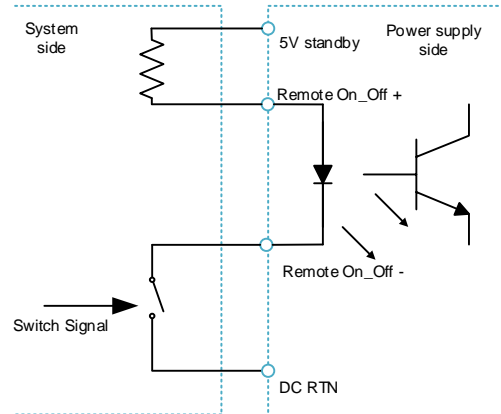 System
side
5V standby
Power supply
side
Remote On_Off +
Remote On_Off -
Switch Signal
DC RTN